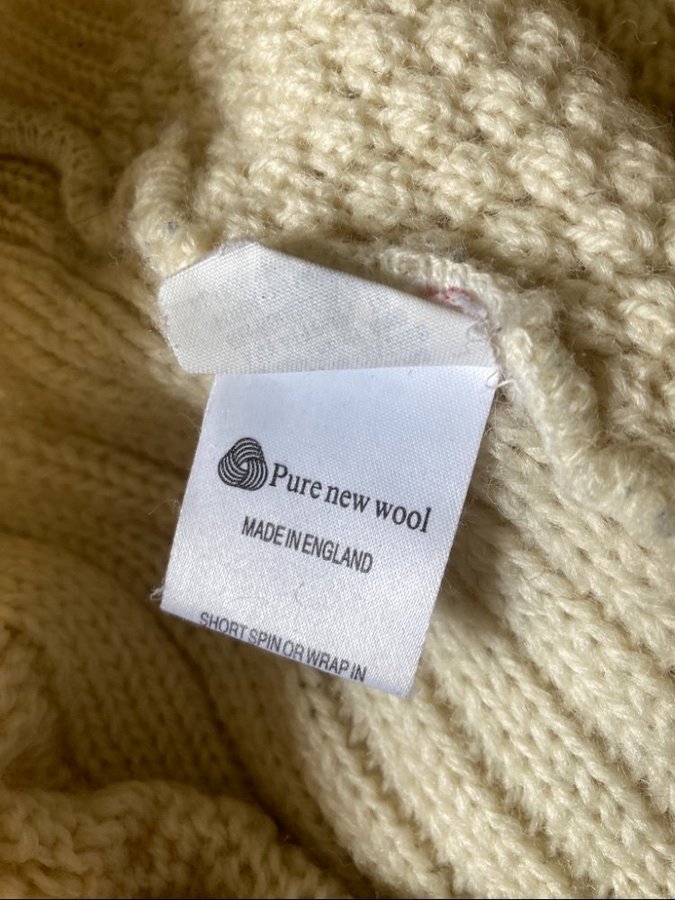 Pure new wool
MADE IN ENGLAND
SHORT SPIN OR WRAP IN